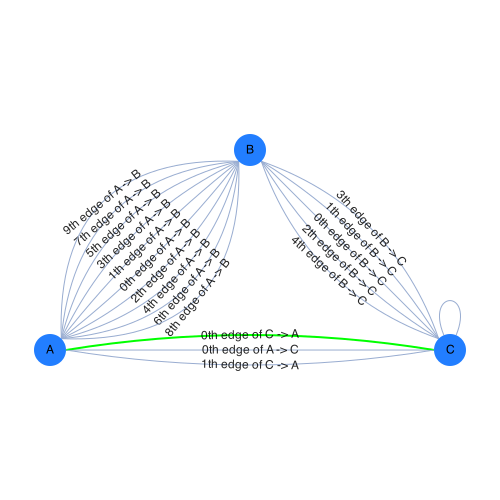 B
9th edge of A -> B
7th edge of A -> B
5th edge of A -> B
3th edge of A -> B
1th edge of A -> B
0th edge of A -> B
2th edge of A -> B
4th edge of A -> B
6th edge of A -> B
8th edge of A -> B
3th edge of B -> C
1th edge of B -> C
0th edge of B -> C
2th edge of B -> C
4th edge of B -> C
A
0th edge of C -> A
0th edge of A -> C
1th edge of C -> A
C